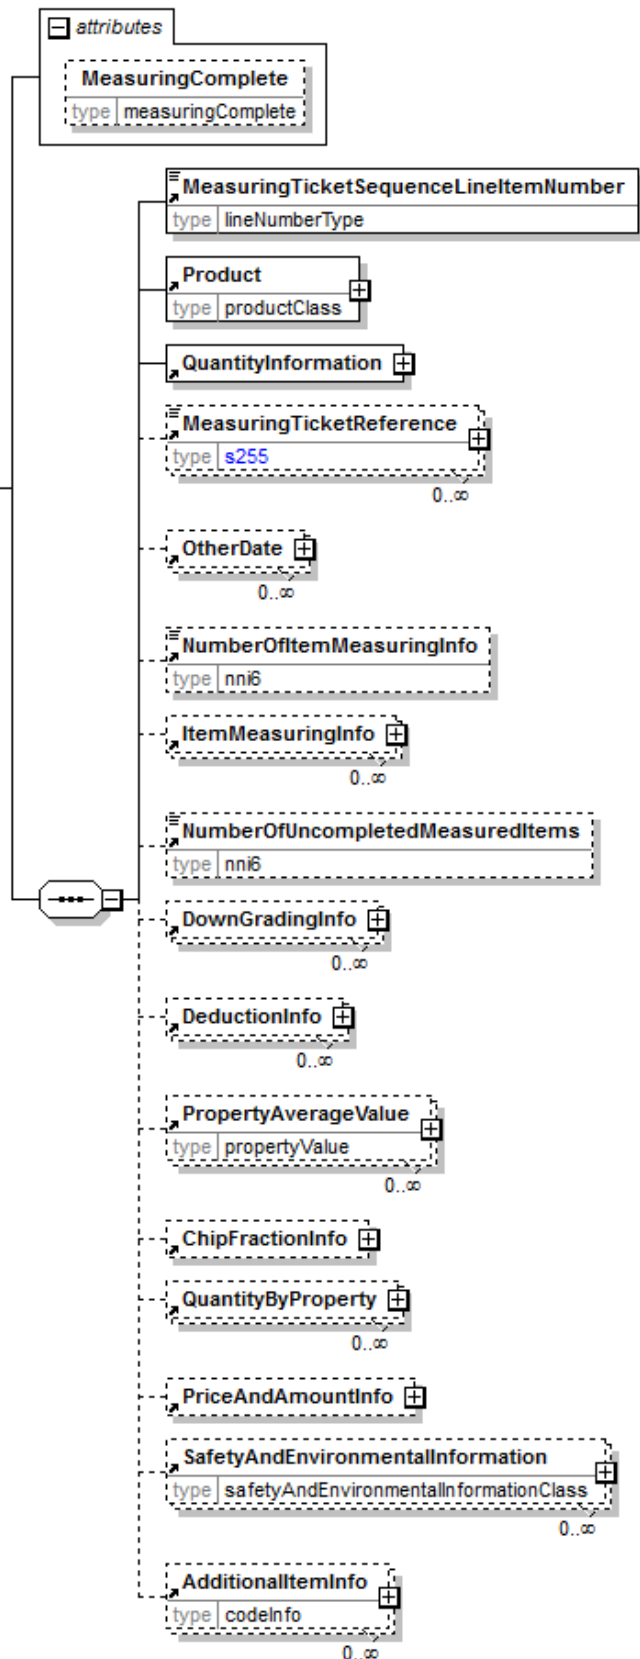 attributes
MeasuringComplete
type measuringComplete
MeasuringTicketSequenceLineItemNumber
type lineNumberType
Product
type productClass
QuantityInformation
MeasuringTicketReference
type s255
0..∞
OtherDate
0..∞
NumberOfItemMeasuringInfo
type nni6
ItemMeasuringInfo
0..∞
NumberOfUncompletedMeasuredItems
type nni6
DownGradingInfo
0..∞
DeductionInfo
0..∞
PropertyAverageValue
type propertyValue
0..∞
ChipFractionInfo
QuantityByProperty
0..∞
PriceAndAmountInfo
SafetyAndEnvironmentalInformation
type safetyAndEnvironmentalInformationClass
0..∞
AdditionalItemInfo
type codeInfo
0..∞